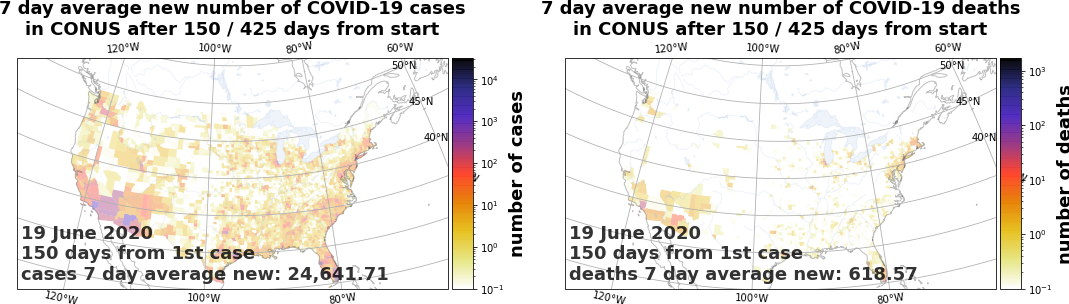 7 day average new number of COVID-19 cases
in CONUS after 150 / 425 days from start
120°W 100°W 80°W 60°W
50°N
45°N
40°N
10⁴
10³
10²
10¹
10⁰
10⁻¹
number of cases
19 June 2020
150 days from 1st case
cases 7 day average new: 24,641.71
120°W 100°W 80°W
7 day average new number of COVID-19 deaths
in CONUS after 150 / 425 days from start
120°W 100°W 80°W 60°W
50°N
45°N
40°N
10³
10²
10¹
10⁰
10⁻¹
number of deaths
19 June 2020
150 days from 1st case
deaths 7 day average new: 618.57
120°W 100°W 80°W